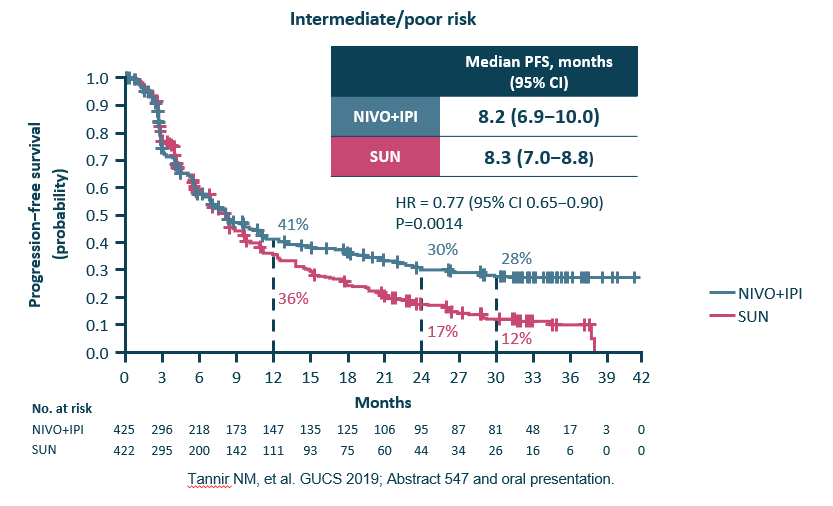 Intermediate/poor risk
Median PFS, months
(95% CI)
NIVO+IPI 8.2 (6.9–10.0)
SUN 8.3 (7.0–8.8)
HR = 0.77 (95% CI 0.65–0.90)
P=0.0014
Progression–free survival
(probability)
1.0
0.9
0.8
0.7
0.6
0.5
0.4
0.3
0.2
0.1
0.0
41%
30%
28%
36%
17%
12%
NIVO+IPI
SUN
0 3 6 9 12 15 18 21 24 27 30 33 36 39 42
Months
No. at risk
NIVO+IPI 425 296 218 173 147 135 125 106 95 87 81 48 17 3 0
SUN 422 295 200 142 111 93 75 60 44 34 26 16 6 0 0
Tannir NM, et al. GUCS 2019; Abstract 547 and oral presentation.